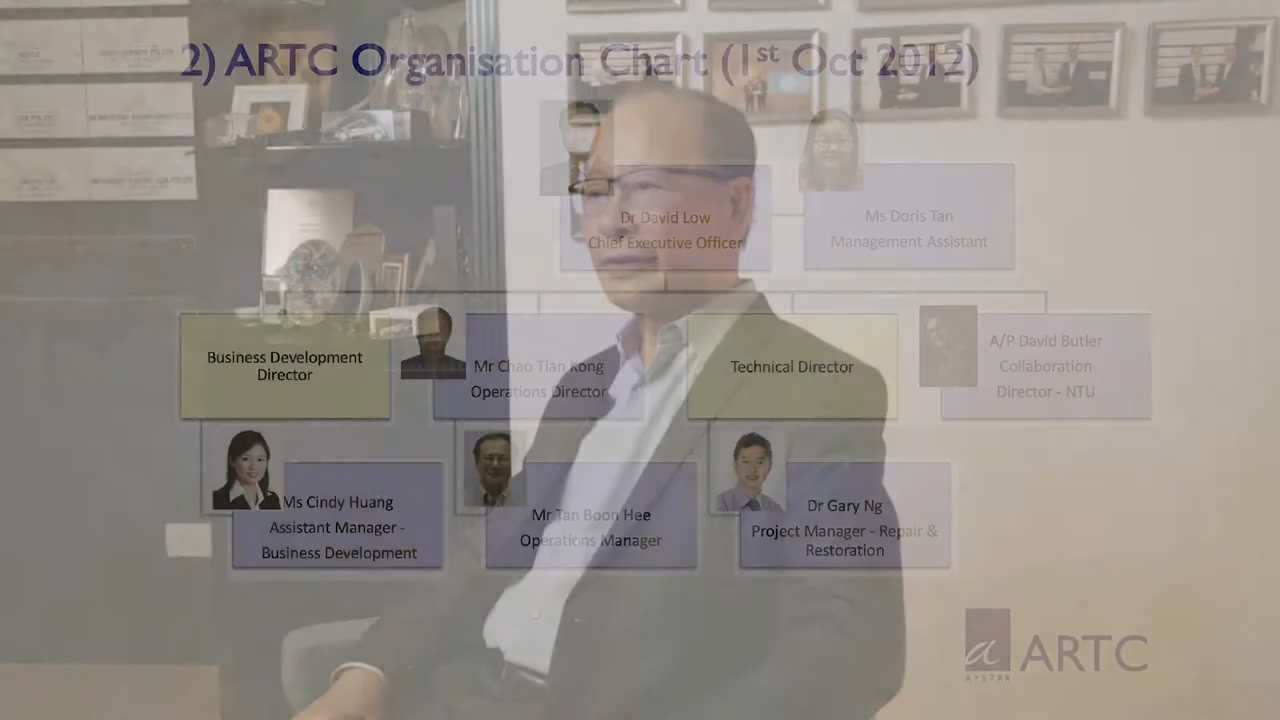 2) ARTC Organisation Chart (1st Oct 2012)
Dr David Low
Chief Executive Officer
Ms Doris Tan
Management Assistant
Business Development
Director
Mr Chao Tian Kong
Operations Director
Technical Director
A/P David Butler
Collaboration
Director - NTU
Ms Cindy Huang
Assistant Manager -
Business Development
Mr Tan Boon Hee
Operations Manager
Dr Gary Ng
Project Manager - Repair &
Restoration
a ARTC
A*STAR